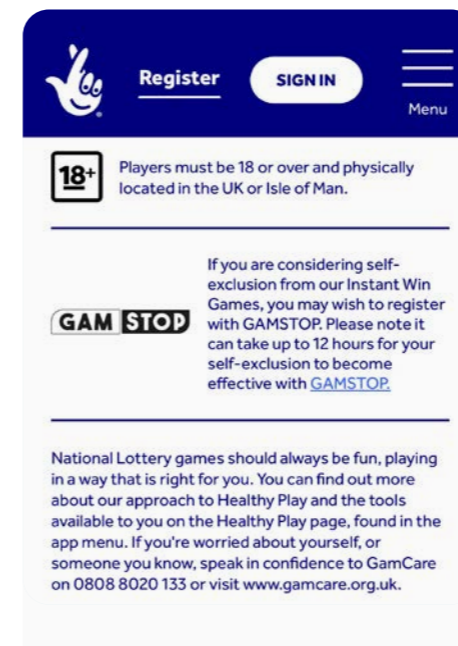 Register
SIGN IN
Menu
18+
Players must be 18 or over and physically
located in the UK or Isle of Man.
GAM STOP
If you are considering self-
exclusion from our Instant Win
Games, you may wish to register
with GAMSTOP. Please note it
can take up to 12 hours for your
self-exclusion to become
effective with GAMSTOP.
National Lottery games should always be fun, playing
in a way that is right for you. You can find out more
about our approach to Healthy Play and the tools
available to you on the Healthy Play page, found in the
app menu. If you're worried about yourself, or
someone you know, speak in confidence to GamCare
on 0808 8020 133 or visit www.gamcare.org.uk.